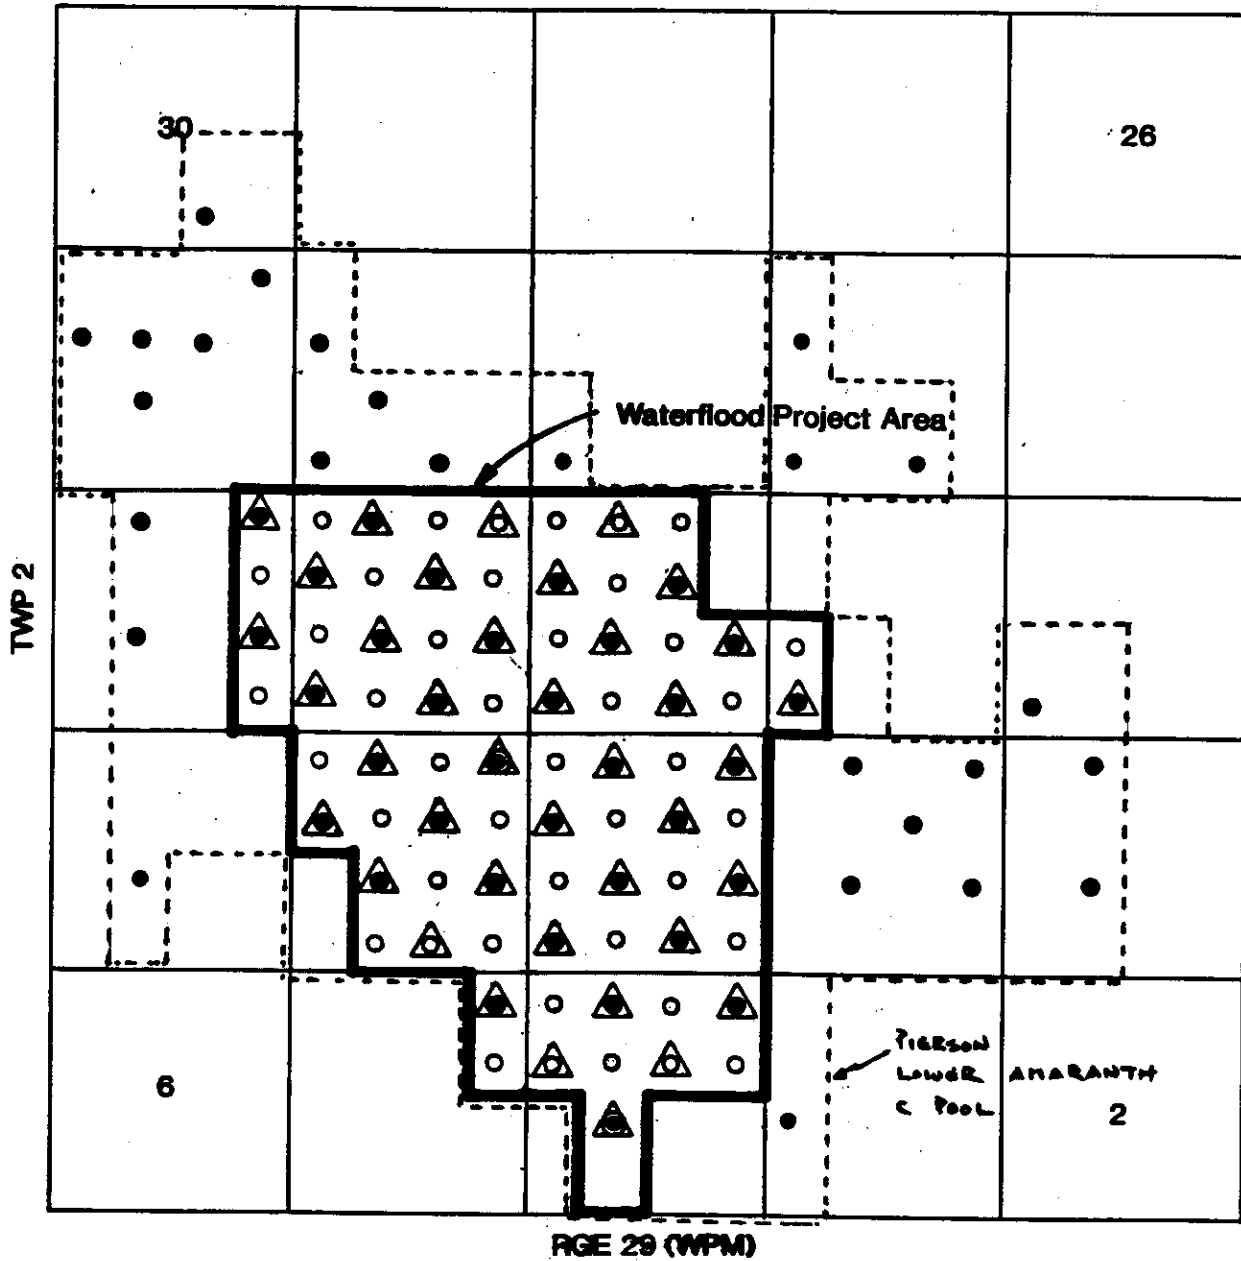 30
26
Waterflood Project Area
TWP 2
PIERSON
LOWER AMARANTH
C POOL
6
2
RGE 29 (WPM)